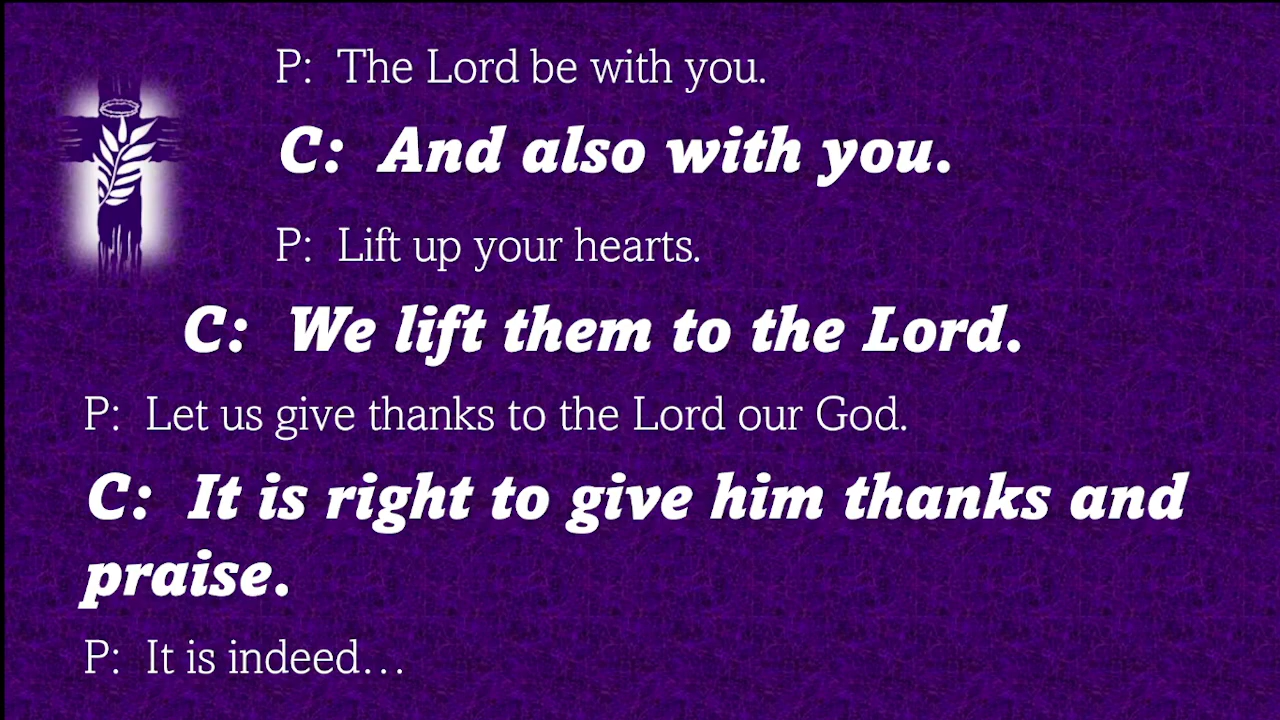 P: The Lord be with you.
C: And also with you.
P: Lift up your hearts.
C: We lift them to the Lord.
P: Let us give thanks to the Lord our God.
C: It is right to give him thanks and
praise.
P: It is indeed…